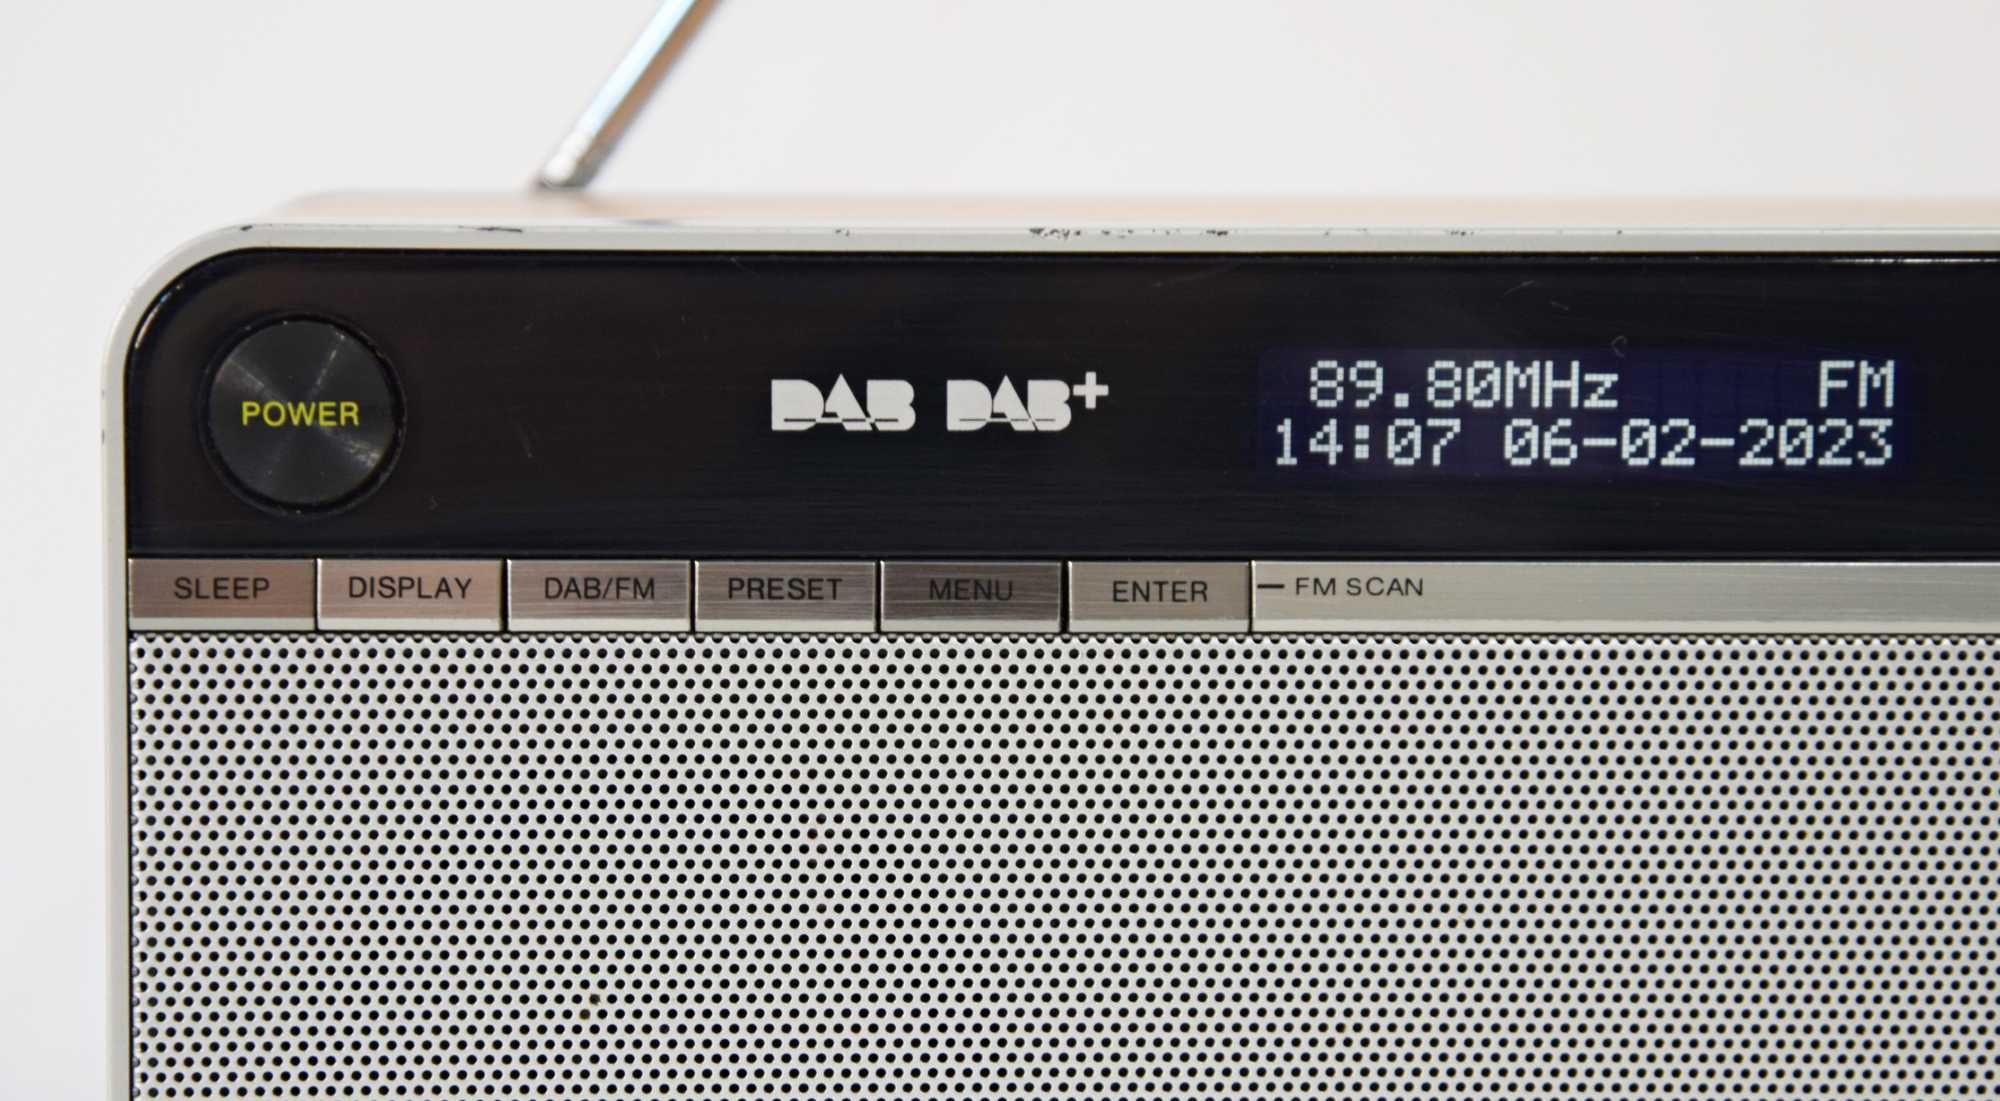 POWER
DAB DAB+
89.80MHz FM
14:07 06-02-2023
SLEEP DISPLAY DAB/FM PRESET MENU ENTER — FM SCAN